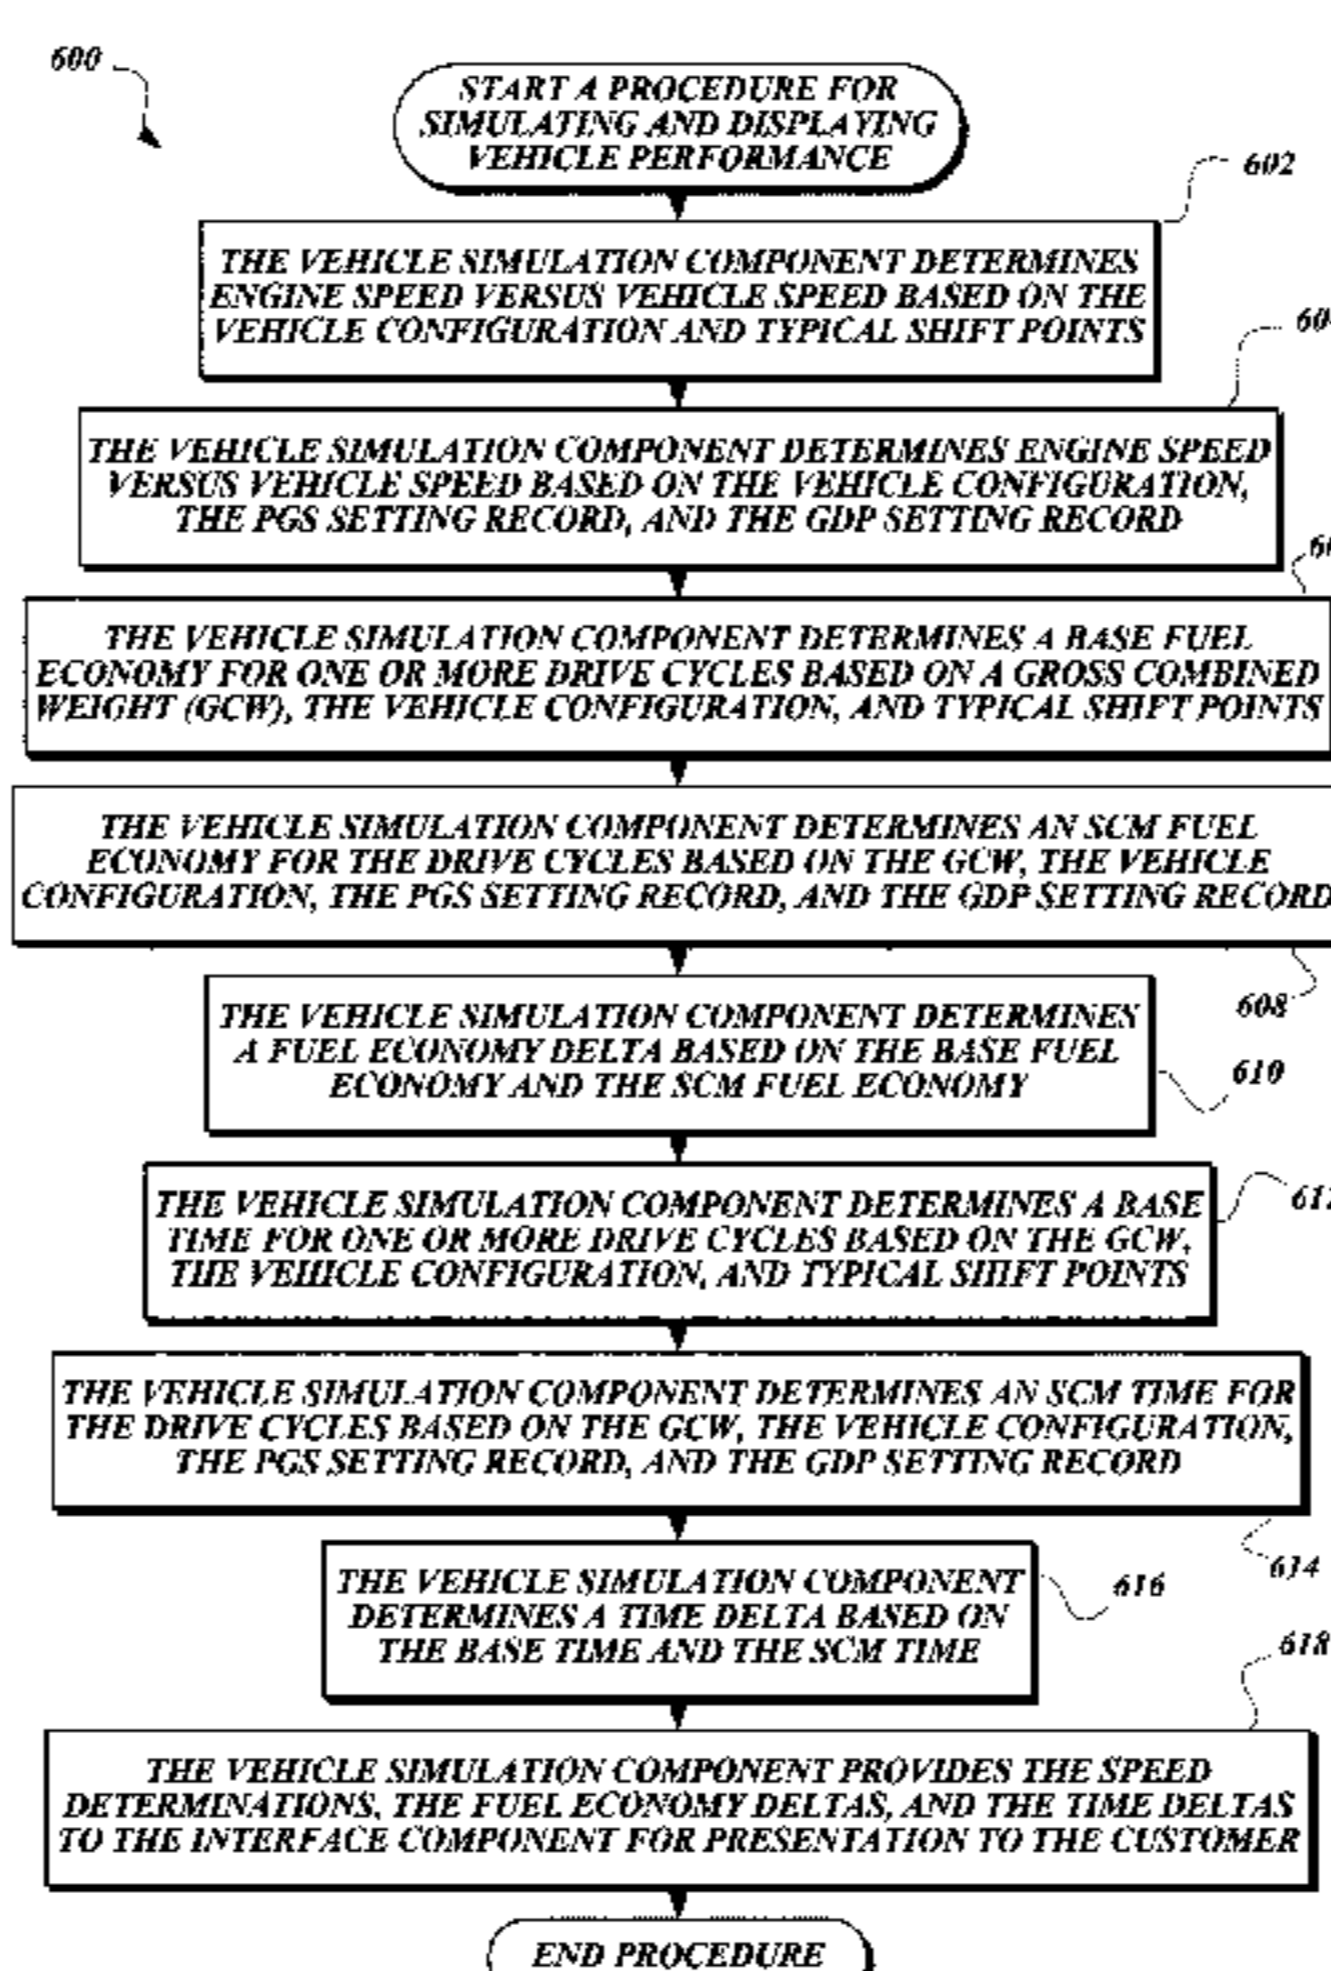 600
START A PROCEDURE FOR
SIMULATING AND DISPLAYING
VEHICLE PERFORMANCE
602
THE VEHICLE SIMULATION COMPONENT DETERMINES
ENGINE SPEED VERSUS VEHICLE SPEED BASED ON THE
VEHICLE CONFIGURATION AND TYPICAL SHIFT POINTS
THE VEHICLE SIMULATION COMPONENT DETERMINES ENGINE SPEED
VERSUS VEHICLE SPEED BASED ON THE VEHICLE CONFIGURATION,
THE PGS SETTING RECORD, AND THE GDP SETTING RECORD
THE VEHICLE SIMULATION COMPONENT DETERMINES A BASE FUEL
ECONOMY FOR ONE OR MORE DRIVE CYCLES BASED ON A GROSS COMBINED
WEIGHT (GCW), THE VEHICLE CONFIGURATION, AND TYPICAL SHIFT POINTS
THE VEHICLE SIMULATION COMPONENT DETERMINES AN SCM FUEL
ECONOMY FOR THE DRIVE CYCLES BASED ON THE GCW, THE VEHICLE
CONFIGURATION, THE PGS SETTING RECORD, AND THE GDP SETTING RECORD
608
THE VEHICLE SIMULATION COMPONENT DETERMINES
A FUEL ECONOMY DELTA BASED ON THE BASE FUEL
ECONOMY AND THE SCM FUEL ECONOMY
610
THE VEHICLE SIMULATION COMPONENT DETERMINES A BASE
TIME FOR ONE OR MORE DRIVE CYCLES BASED ON THE GCW,
THE VEHICLE CONFIGURATION, AND TYPICAL SHIFT POINTS
612
THE VEHICLE SIMULATION COMPONENT DETERMINES AN SCM TIME FOR
THE DRIVE CYCLES BASED ON THE GCW, THE VEHICLE CONFIGURATION,
THE PGS SETTING RECORD, AND THE GDP SETTING RECORD
614
THE VEHICLE SIMULATION COMPONENT
DETERMINES A TIME DELTA BASED ON
THE BASE TIME AND THE SCM TIME
616
618
THE VEHICLE SIMULATION COMPONENT PROVIDES THE SPEED
DETERMINATIONS, THE FUEL ECONOMY DELTAS, AND THE TIME DELTAS
TO THE INTERFACE COMPONENT FOR PRESENTATION TO THE CUSTOMER
END PROCEDURE